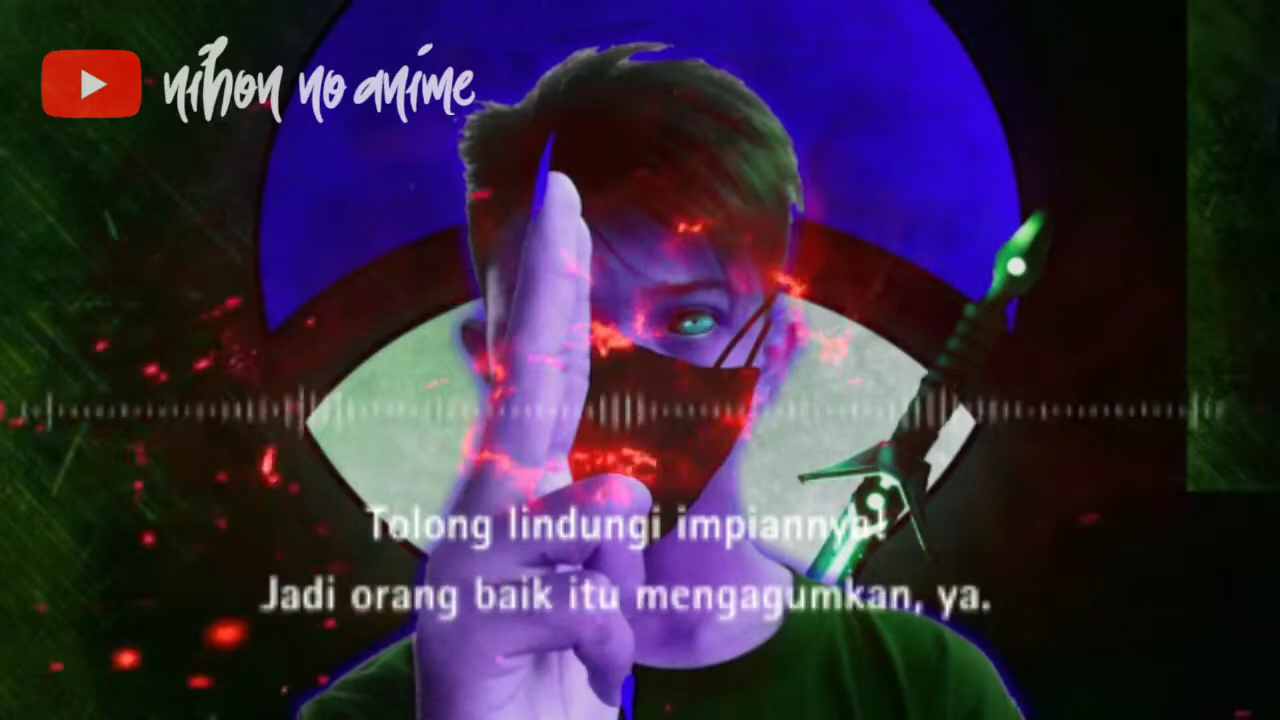 nihon no anime
Tolong lindungi impiannya!
Jadi orang baik itu mengagumkan, ya.